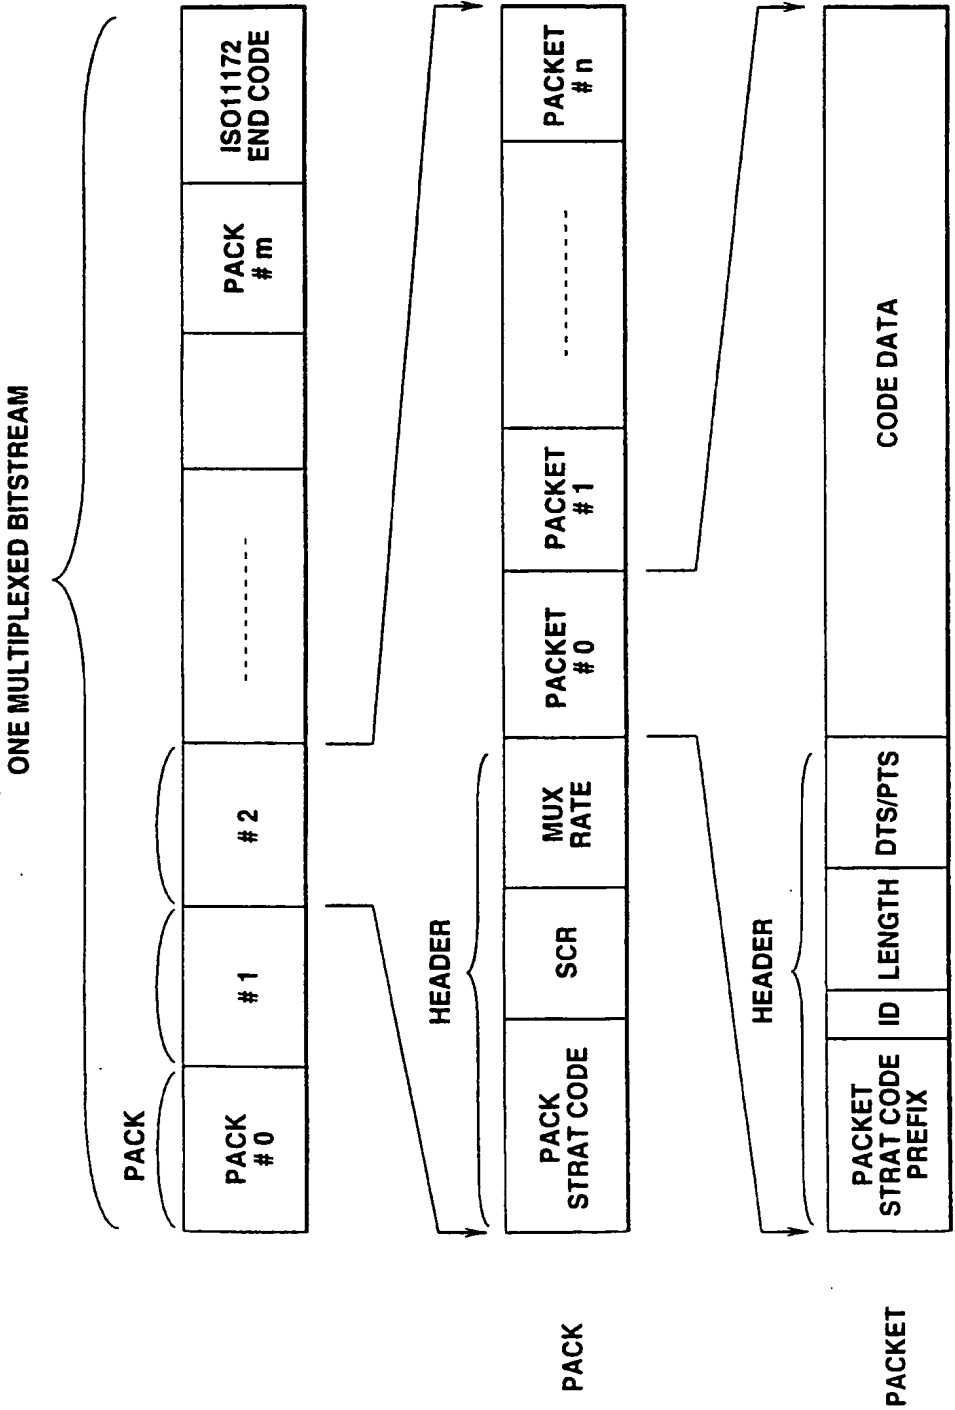 ONE MULTIPLEXED BITSTREAM
PACK
PACK
# 0
# 1
# 2
PACK
# m
ISO11172
END CODE
HEADER
PACK
PACK
STRAT CODE
SCR
MUX
RATE
PACKET
# 0
PACKET
# 1
PACKET
# n
HEADER
PACKET
PACKET
STRAT CODE
PREFIX
ID
LENGTH
DTS/PTS
CODE DATA